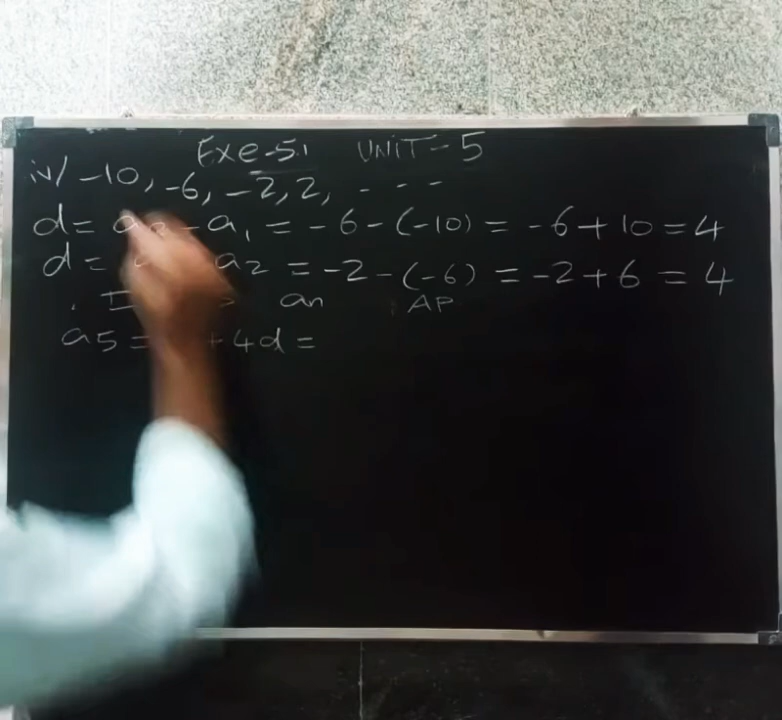 Exe-5.1 UNIT-5
iv/ -10, -6, -2, 2, - - -
d= a2 - a1 = -6-(-10) = -6+10=4
d= a2 = -2-(-6) = -2+6 = 4
an AP
a5= +4d=